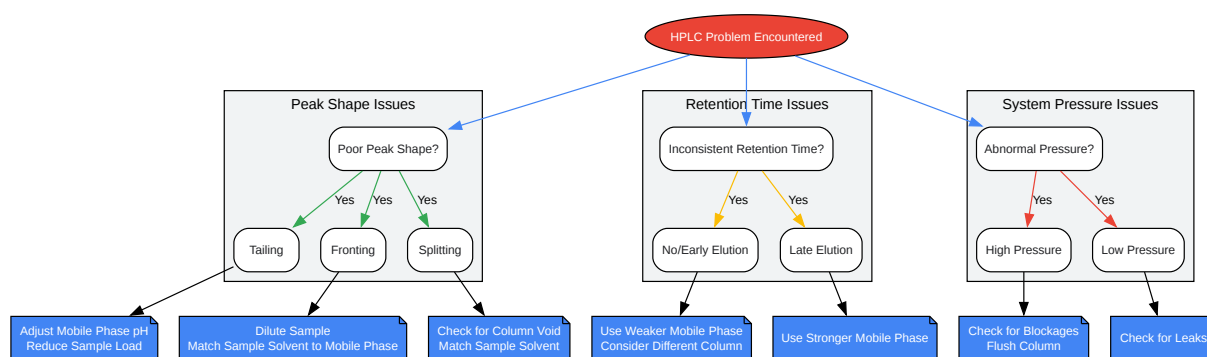 HPLC Problem Encountered
Peak Shape Issues
Retention Time Issues
System Pressure Issues
Poor Peak Shape?
Inconsistent Retention Time?
Abnormal Pressure?
Yes
Yes
Yes
Yes
Yes
Yes
Yes
Tailing
Fronting
Splitting
No/Early Elution
Late Elution
High Pressure
Low Pressure
Adjust Mobile Phase pH
Reduce Sample Load
Dilute Sample
Match Sample Solvent to Mobile Phase
Check for Column Void
Match Sample Solvent
Use Weaker Mobile Phase
Consider Different Column
Use Stronger Mobile Phase
Check for Blockages
Flush Column
Check for Leaks